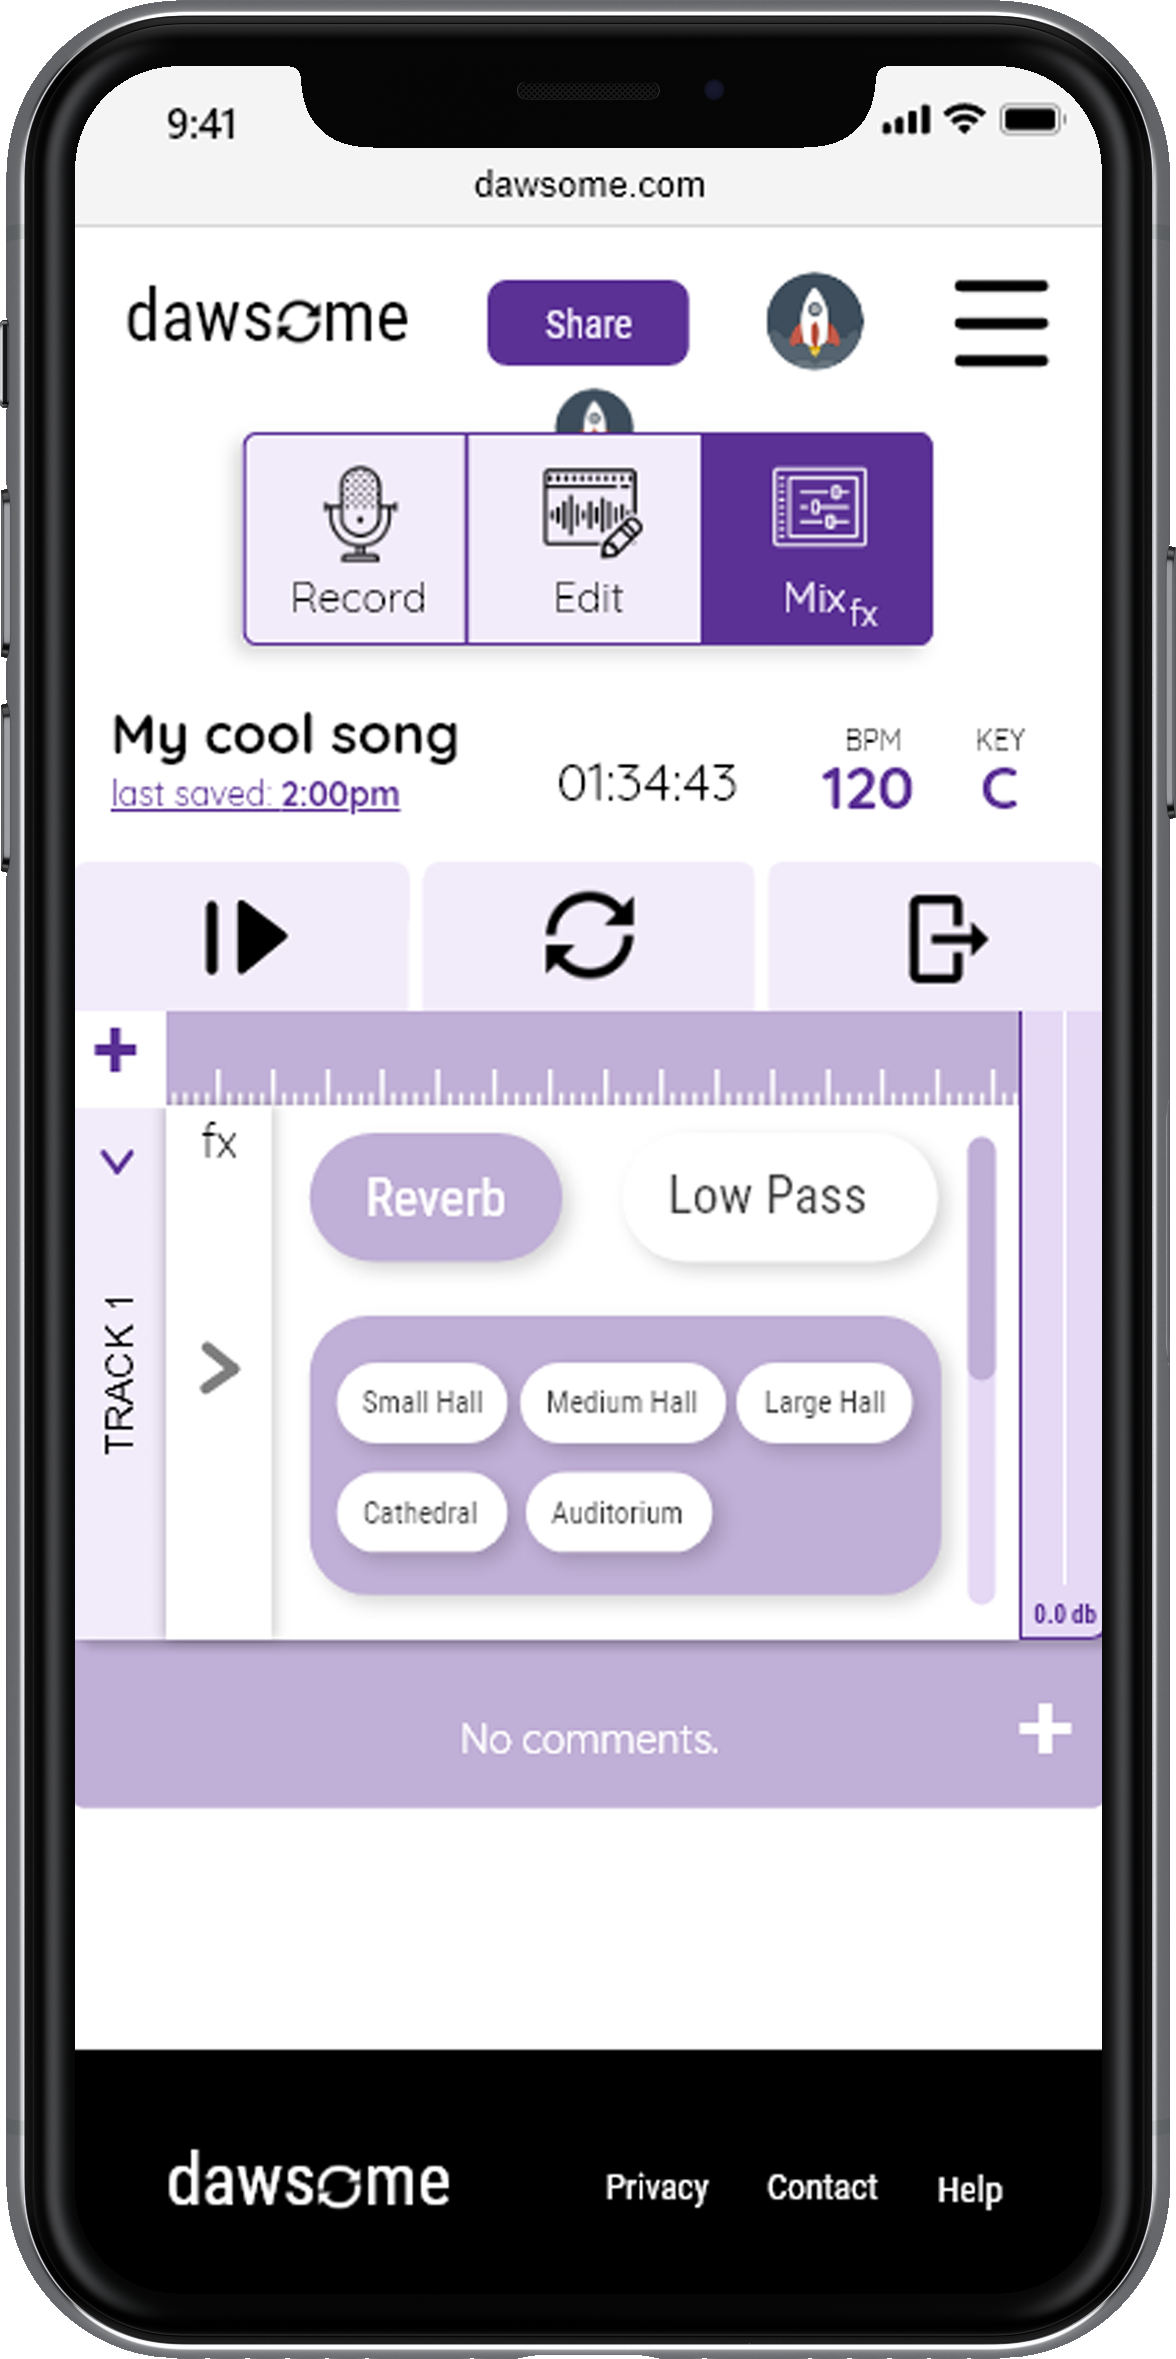 9:41
dawsome.com
dawsome
Share
Record
Edit
Mix fx
My cool song
last saved: 2:00pm
01:34:43
BPM
120
KEY
C
fx
Reverb
Low Pass
TRACK 1
Small Hall
Medium Hall
Large Hall
Cathedral
Auditorium
0.0 db
No comments.
dawsome
Privacy
Contact
Help